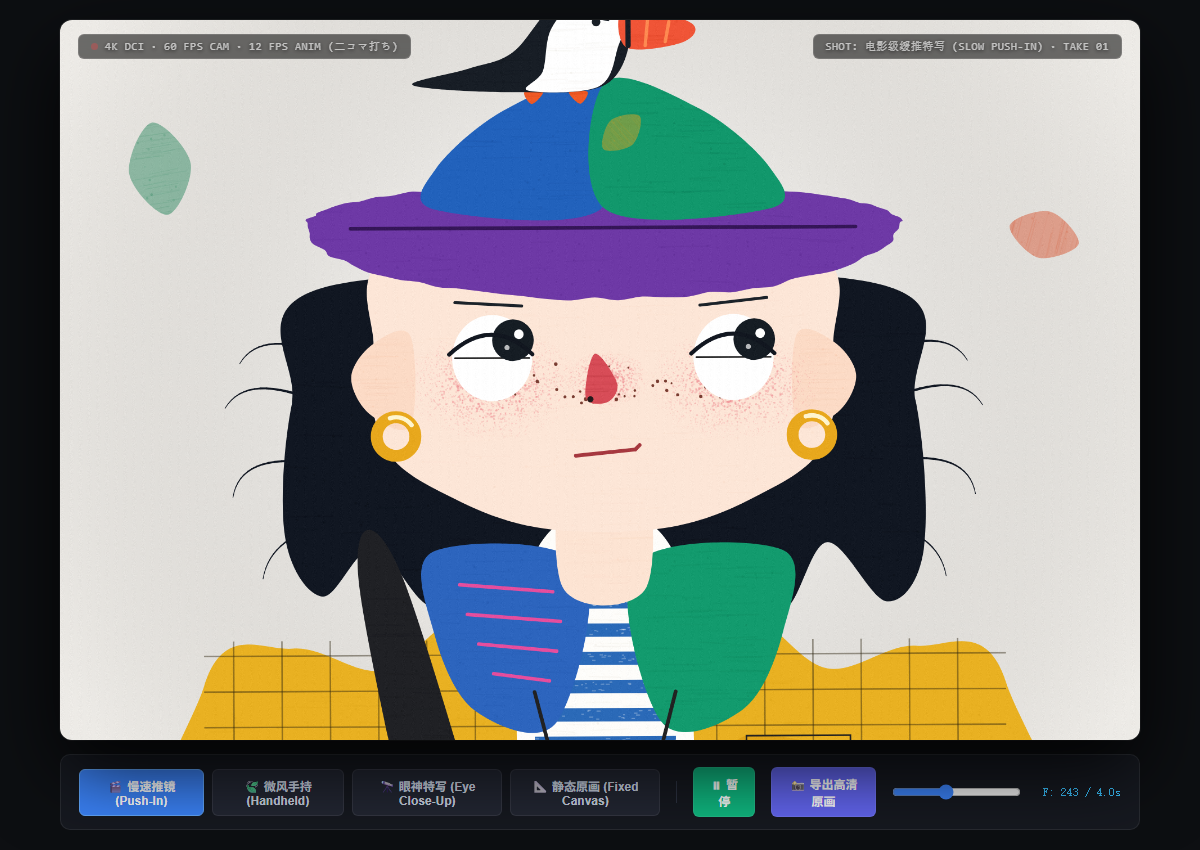 4K DCI · 60 FPS CAM · 12 FPS ANIM (二コマ打ち)
SHOT: 电影级缓推特写 (SLOW PUSH-IN) · TAKE 01
慢速推镜
(Push-In)
微风手持
(Handheld)
眼神特写 (Eye
Close-Up)
静态原画 (Fixed
Canvas)
⏸ 暂
停
导出高清
原画
F: 243 / 4.0s